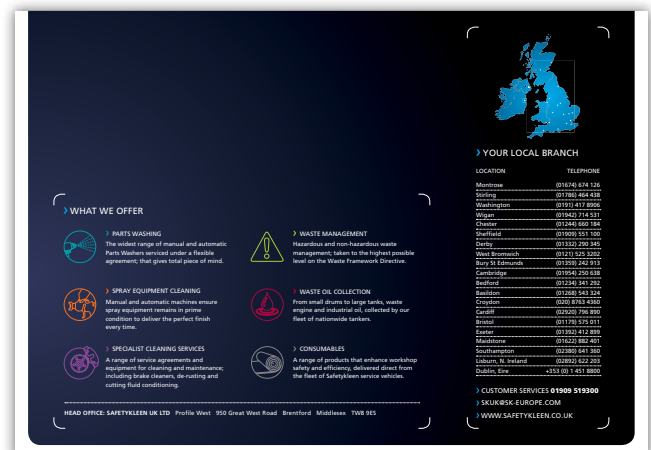 YOUR LOCAL BRANCH
LOCATION TELEPHONE
Montrose (01674) 674 126
Stirling (01786) 464 438
Washington (0191) 417 8906
Wigan (01942) 714 531
Chester (01244) 660 184
Sheffield (01909) 551 100
Derby (01332) 290 345
West Bromwich (0121) 525 3202
Bury St Edmunds (01359) 242 913
Cambridge (01954) 250 638
Bedford (01234) 341 292
Basildon (01268) 543 324
Croydon (020) 8763 4360
Cardiff (02920) 796 890
Bristol (01179) 575 011
Exeter (01392) 412 899
Maidstone (01622) 882 401
Southampton (02380) 641 360
Lisburn, N. Ireland (02892) 622 203
Dublin, Eire +353 (0) 1 451 8800
CUSTOMER SERVICES 01909 519300
SKUK@SK-EUROPE.COM
WWW.SAFETYKLEEN.CO.UK
WHAT WE OFFER
PARTS WASHING
The widest range of manual and automatic
Parts Washers serviced under a flexible
agreement; that gives total piece of mind.
SPRAY EQUIPMENT CLEANING
Manual and automatic machines ensure
spray equipment remains in prime
condition to deliver the perfect finish
every time.
SPECIALIST CLEANING SERVICES
A range of service agreements and
equipment for cleaning and maintenance;
including brake cleaners, de-rusting and
cutting fluid conditioning.
WASTE MANAGEMENT
Hazardous and non-hazardous waste
management; taken to the highest possible
level on the Waste Framework Directive.
WASTE OIL COLLECTION
From small drums to large tanks, waste
engine and industrial oil, collected by our
fleet of nationwide tankers.
CONSUMABLES
A range of products that enhance workshop
safety and efficiency, delivered direct from
the fleet of Safetykleen service vehicles.
HEAD OFFICE: SAFETYKLEEN UK LTD Profile West 950 Great West Road Brentford Middlesex TW8 9ES